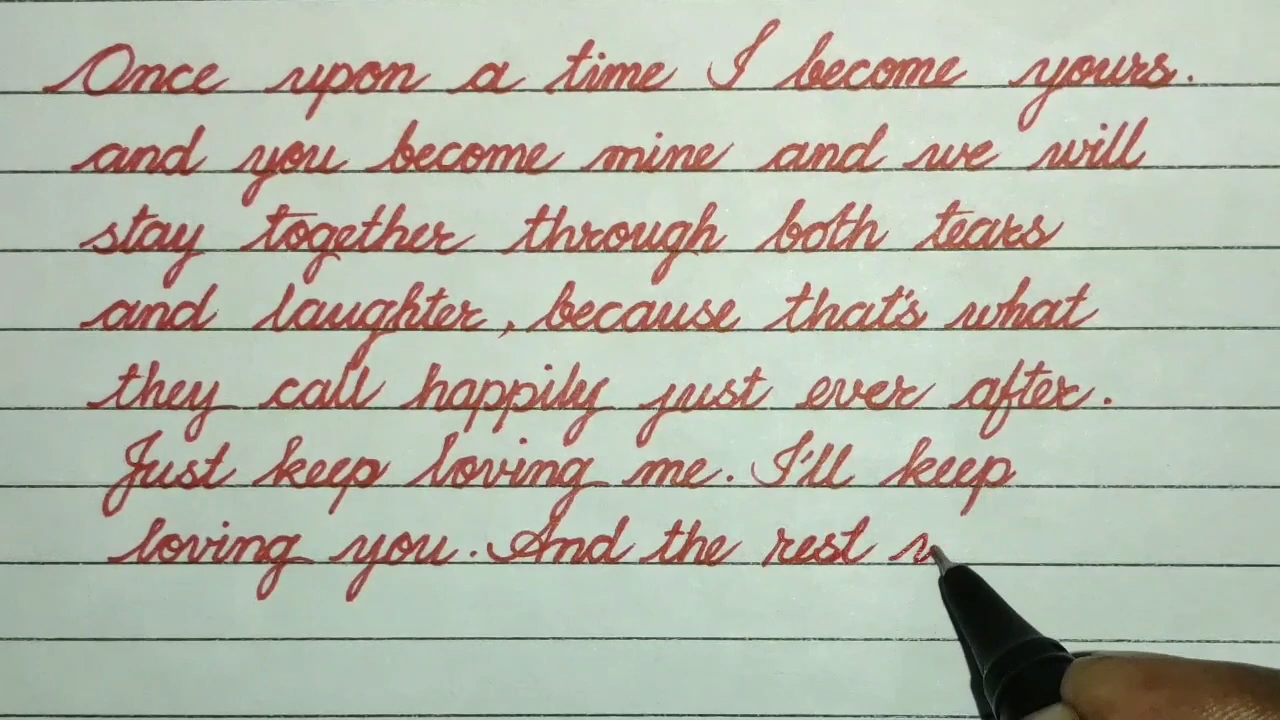 Once upon a time I become yours.
and you become mine and we will
stay together through both tears
and laughter, because that's what
they call happily just ever after.
Just keep loving me. I'll keep
loving you. And the rest